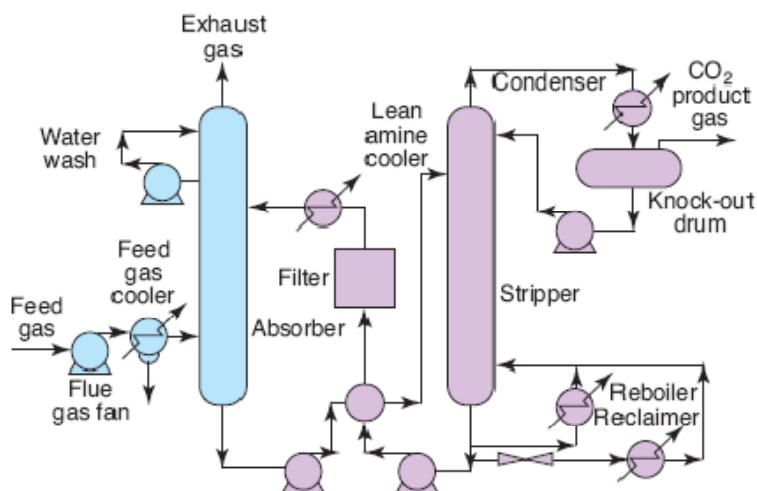 Exhaust
gas
Condenser
CO₂
product
gas
Lean
amine
cooler
Water
wash
Knock-out
drum
Feed
gas
cooler
Filter
Stripper
Feed
gas
Absorber
Flue
gas fan
Reboiler
Reclaimer